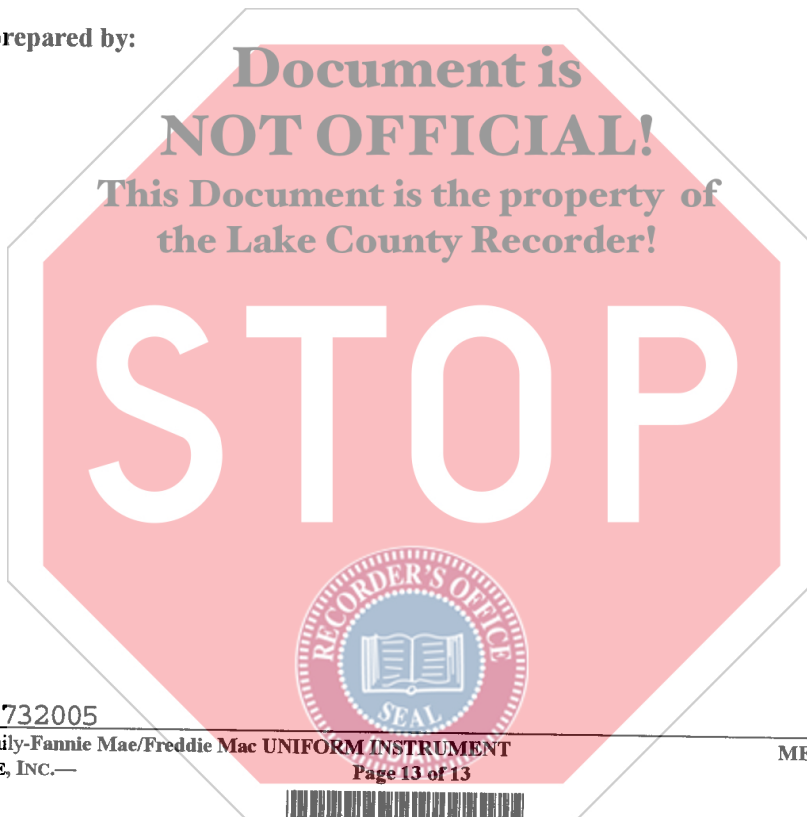 repared by:
Document is
NOT OFFICIAL!
This Document is the property of
the Lake County Recorder!
STOP
RECORDER'S OFFICE
SEAL
732005
ily-Fannie Mae/Freddie Mac UNIFORM INSTRUMENT
E, INC.—
ME
Page 13 of 13